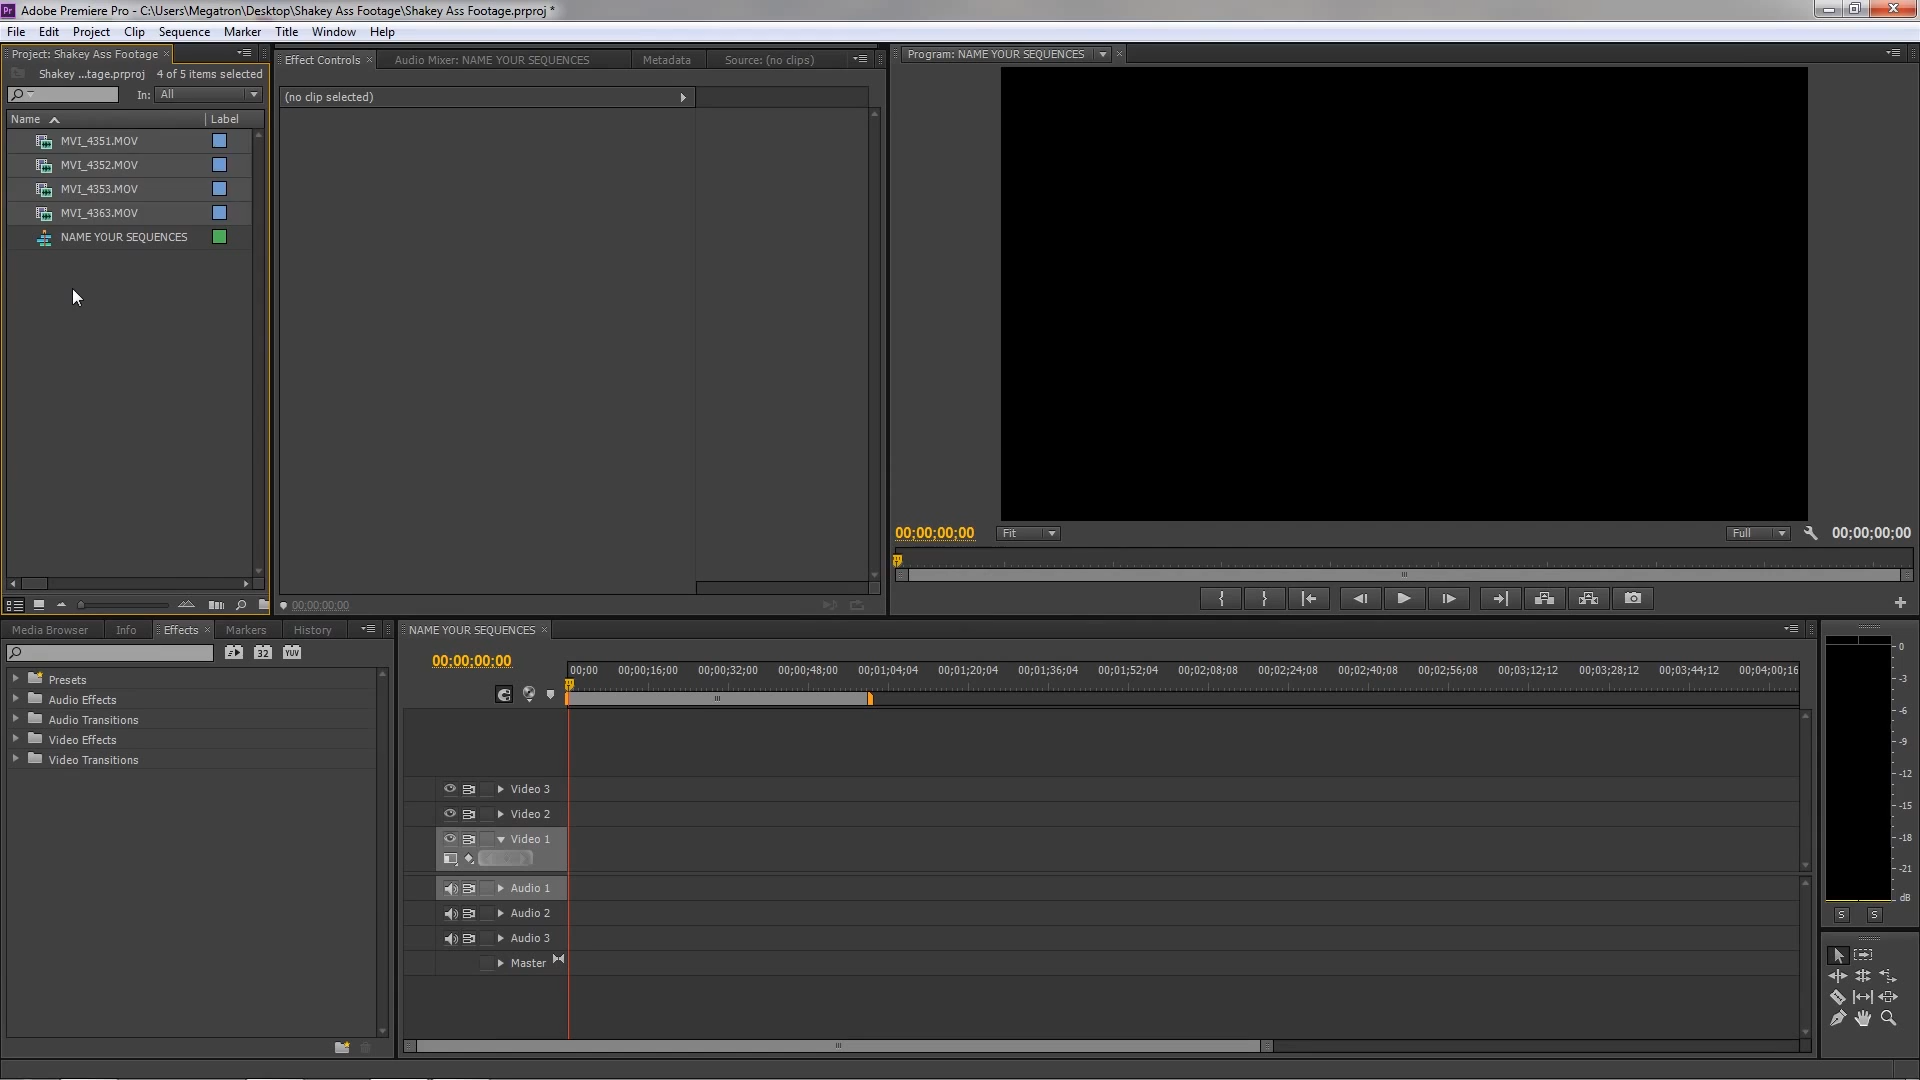 Pr Adobe Premiere Pro - C:\Users\Megatron\Desktop\Shakey Ass Footage\Shakey Ass Footage.prproj *
File Edit Project Clip Sequence Marker Title Window Help
Project: Shakey Ass Footage
Shakey ...tage.prproj 4 of 5 items selected
In: All
Name Label
MVI_4351.MOV
MVI_4352.MOV
MVI_4353.MOV
MVI_4363.MOV
NAME YOUR SEQUENCES
Effect Controls Audio Mixer: NAME YOUR SEQUENCES Metadata Source: (no clips)
(no clip selected)
00;00;00;00
Program: NAME YOUR SEQUENCES
00;00;00;00 Fit Full 00;00;00;00
Media Browser Info Effects Markers History
32 YUV
Presets
Audio Effects
Audio Transitions
Video Effects
Video Transitions
NAME YOUR SEQUENCES
00;00;00;00
00;00 00;00;16;00 00;00;32;00 00;00;48;00 00;01;04;04 00;01;20;04 00;01;36;04 00;01;52;04 00;02;08;08 00;02;24;08 00;02;40;08 00;02;56;08 00;03;12;12 00;03;28;12 00;03;44;12 00;04;00;16
Video 3
Video 2
Video 1
Audio 1
Audio 2
Audio 3
Master
0
-3
-6
-9
-12
-15
-18
-21
dB
S S